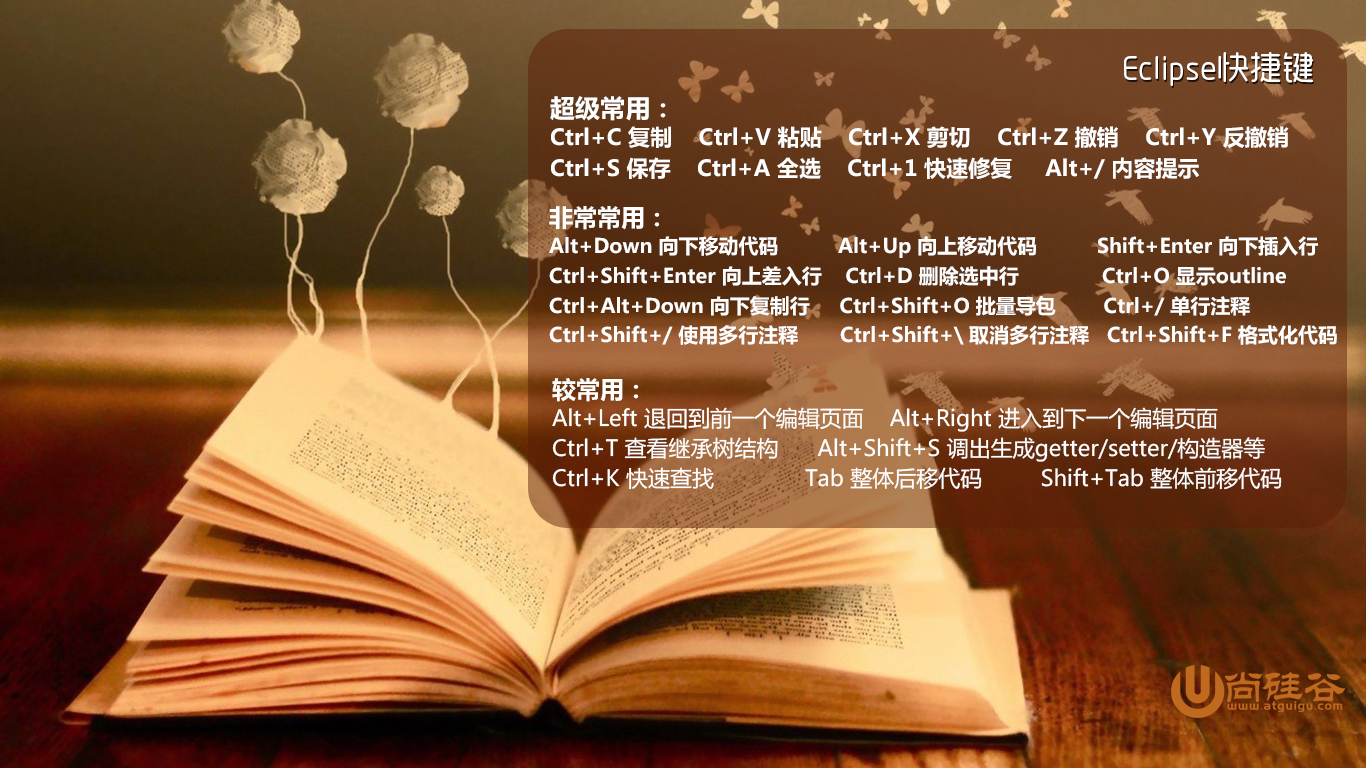 Eclipse快捷键
超级常用：
Ctrl+C 复制 Ctrl+V 粘贴 Ctrl+X 剪切 Ctrl+Z 撤销 Ctrl+Y 反撤销
Ctrl+S 保存 Ctrl+A 全选 Ctrl+1 快速修复 Alt+/ 内容提示
非常常用：
Alt+Down 向下移动代码 Alt+Up 向上移动代码 Shift+Enter 向下插入行
Ctrl+Shift+Enter 向上差入行 Ctrl+D 删除选中行 Ctrl+O 显示outline
Ctrl+Alt+Down 向下复制行 Ctrl+Shift+O 批量导包 Ctrl+/ 单行注释
Ctrl+Shift+/ 使用多行注释 Ctrl+Shift+\ 取消多行注释 Ctrl+Shift+F 格式化代码
较常用：
Alt+Left 退回到前一个编辑页面 Alt+Right 进入到下一个编辑页面
Ctrl+T 查看继承树结构 Alt+Shift+S 调出生成getter/setter/构造器等
Ctrl+K 快速查找 Tab 整体后移代码 Shift+Tab 整体前移代码
尚硅谷
www.atguigu.com